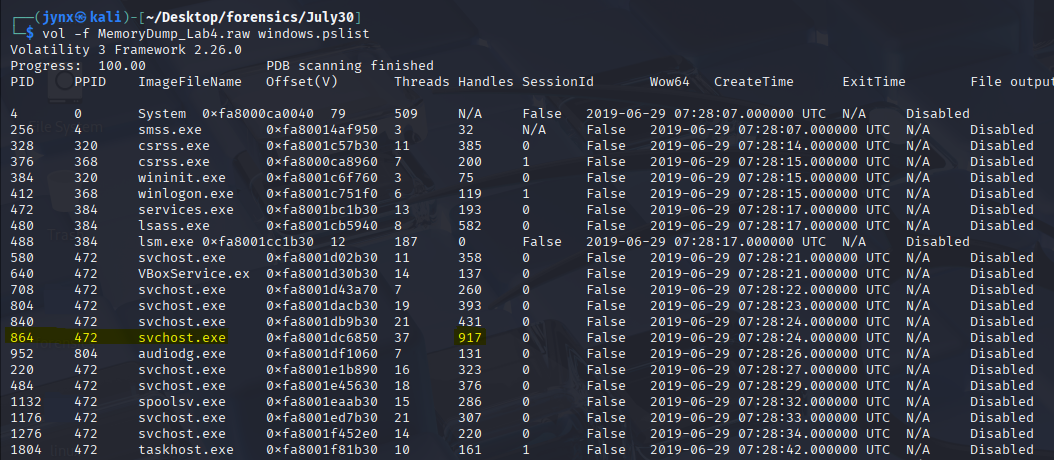 ┌──(jynx㉿kali)-[~/Desktop/forensics/July30]
└─$ vol -f MemoryDump_Lab4.raw windows.pslist
Volatility 3 Framework 2.26.0
Progress:  100.00               PDB scanning finished
PID     PPID    ImageFileName   Offset(V)       Threads Handles SessionId       Wow64   CreateTime      ExitTime        File output
4       0       System  0×fa8000ca0040  79      509     N/A     False   2019-06-29 07:28:07.000000 UTC  N/A     Disabled
256     4       smss.exe        0×fa80014af950  3       32      N/A     False   2019-06-29 07:28:07.000000 UTC  N/A     Disabled
328     320     csrss.exe       0×fa8001c57b30  11      385     0       False   2019-06-29 07:28:14.000000 UTC  N/A     Disabled
376     368     csrss.exe       0×fa8000ca8960  7       200     1       False   2019-06-29 07:28:15.000000 UTC  N/A     Disabled
384     320     wininit.exe     0×fa8001c6f760  3       75      0       False   2019-06-29 07:28:15.000000 UTC  N/A     Disabled
412     368     winlogon.exe    0×fa8001c751f0  6       119     1       False   2019-06-29 07:28:15.000000 UTC  N/A     Disabled
472     384     services.exe    0×fa8001bc1b30  13      193     0       False   2019-06-29 07:28:17.000000 UTC  N/A     Disabled
480     384     lsass.exe       0×fa8001cb5940  8       582     0       False   2019-06-29 07:28:17.000000 UTC  N/A     Disabled
488     384     lsm.exe 0×fa8001cc1b30  12      187     0       False   2019-06-29 07:28:17.000000 UTC  N/A     Disabled
580     472     svchost.exe     0×fa8001d02b30  11      358     0       False   2019-06-29 07:28:21.000000 UTC  N/A     Disabled
640     472     VBoxService.ex  0×fa8001d30b30  14      137     0       False   2019-06-29 07:28:21.000000 UTC  N/A     Disabled
708     472     svchost.exe     0×fa8001d43a70  7       260     0       False   2019-06-29 07:28:22.000000 UTC  N/A     Disabled
804     472     svchost.exe     0×fa8001dacb30  19      393     0       False   2019-06-29 07:28:23.000000 UTC  N/A     Disabled
840     472     svchost.exe     0×fa8001db9b30  21      431     0       False   2019-06-29 07:28:24.000000 UTC  N/A     Disabled
864     472     svchost.exe     0×fa8001dc6850  37      917     0       False   2019-06-29 07:28:24.000000 UTC  N/A     Disabled
952     804     audiodg.exe     0×fa8001df1060  7       131     0       False   2019-06-29 07:28:26.000000 UTC  N/A     Disabled
220     472     svchost.exe     0×fa8001e1b890  16      323     0       False   2019-06-29 07:28:27.000000 UTC  N/A     Disabled
484     472     svchost.exe     0×fa8001e45630  18      376     0       False   2019-06-29 07:28:29.000000 UTC  N/A     Disabled
1132    472     spoolsv.exe     0×fa8001eaab30  15      286     0       False   2019-06-29 07:28:32.000000 UTC  N/A     Disabled
1176    472     svchost.exe     0×fa8001ed7b30  21      307     0       False   2019-06-29 07:28:33.000000 UTC  N/A     Disabled
1276    472     svchost.exe     0×fa8001f452e0  14      220     0       False   2019-06-29 07:28:34.000000 UTC  N/A     Disabled
1804    472     taskhost.exe    0×fa8001f81b30  10      161     1       False   2019-06-29 07:28:42.000000 UTC  N/A     Disabled